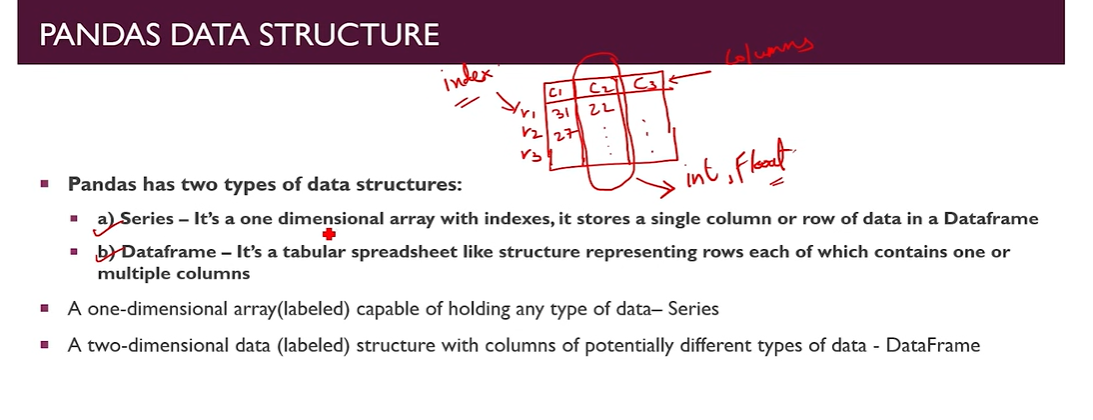 PANDAS DATA STRUCTURE
index
columns
C1 C2 C3
r1 31 22
r2 27
r3
int, Float
Pandas has two types of data structures:
a) Series – It's a one dimensional array with indexes, it stores a single column or row of data in a Dataframe
b) Dataframe – It's a tabular spreadsheet like structure representing rows each of which contains one or
multiple columns
A one-dimensional array(labeled) capable of holding any type of data– Series
A two-dimensional data (labeled) structure with columns of potentially different types of data - DataFrame